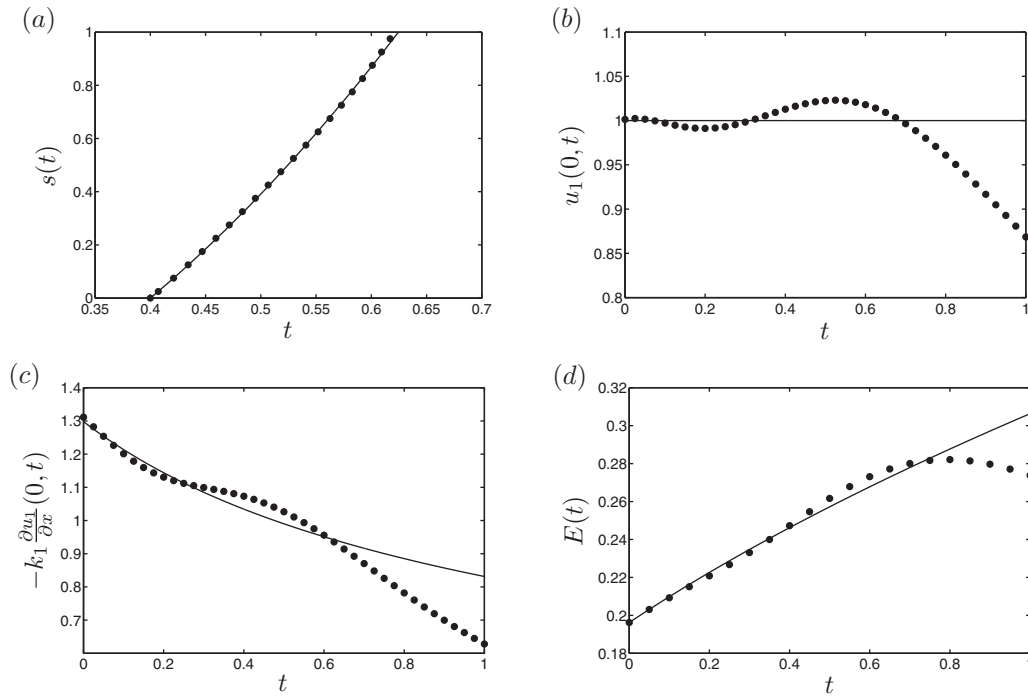 (a)
1
0.8
0.6
0.4
0.2
0
0.35 0.4 0.45 0.5 0.55 0.6 0.65 0.7
s(t)
t
(b)
1.1
1.05
1
0.95
0.9
0.85
0.8
0 0.2 0.4 0.6 0.8 1
u₁(0, t)
t
(c)
1.4
1.3
1.2
1.1
1
0.9
0.8
0.7
0 0.2 0.4 0.6 0.8 1
−k₁ ∂u₁/∂x (0, t)
t
(d)
0.32
0.3
0.28
0.26
0.24
0.22
0.2
0.18
0 0.2 0.4 0.6 0.8 1
E(t)
t